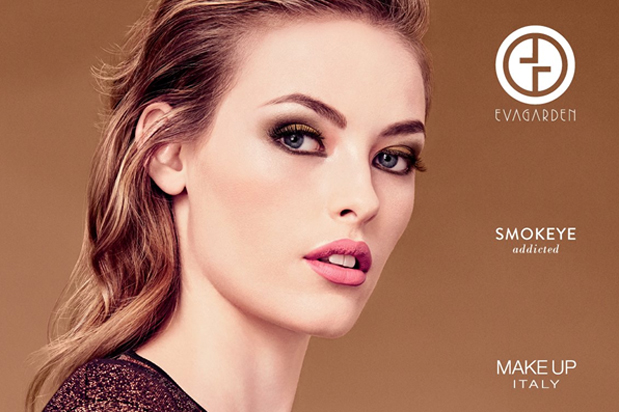 EVAGARDEN
SMOKEYE
addicted
MAKE UP
ITALY